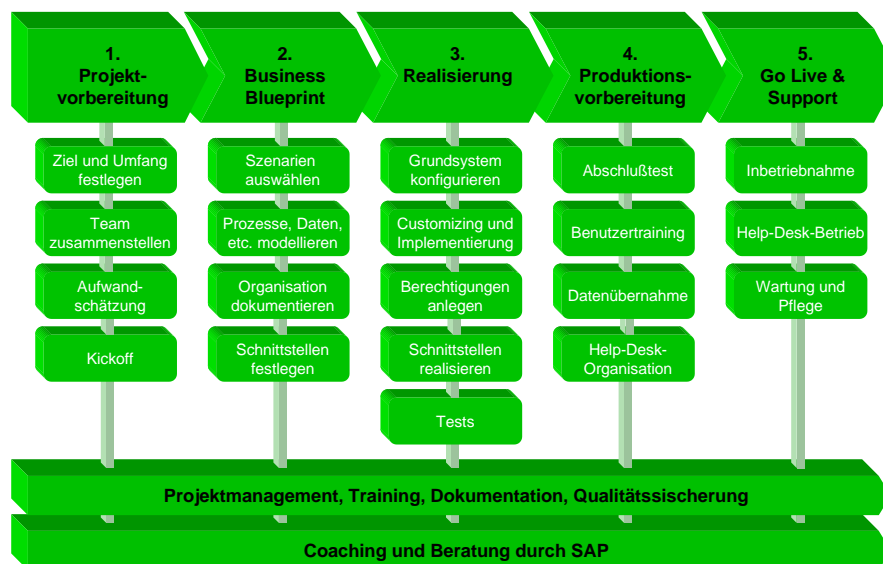 1.
Projekt-
vorbereitung
2.
Business
Blueprint
3.
Realisierung
4.
Produktions-
vorbereitung
5.
Go Live &
Support
Ziel und Umfang
festlegen
Team
zusammenstellen
Aufwand-
schätzung
Kickoff
Szenarien
auswählen
Prozesse, Daten,
etc. modellieren
Organisation
dokumentieren
Schnittstellen
festlegen
Grundsystem
konfigurieren
Customizing und
Implementierung
Berechtigungen
anlegen
Schnittstellen
realisieren
Tests
Abschlußtest
Benutzertraining
Datenübernahme
Help-Desk-
Organisation
Inbetriebnahme
Help-Desk-Betrieb
Wartung und
Pflege
Projektmanagement, Training, Dokumentation, Qualitätssischerung
Coaching und Beratung durch SAP